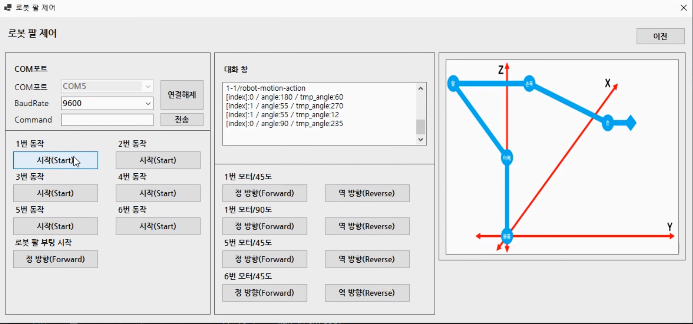 로봇 팔 제어
로봇 팔 제어
이전
COM포트
COM포트 COM5
BaudRate 9600
연결해제
Command
전송
1번 동작 2번 동작
시작(Start) 시작(Start)
3번 동작 4번 동작
시작(Start) 시작(Start)
5번 동작 6번 동작
시작(Start) 시작(Start)
로봇 팔 부팅 시작
정 방향(Forward)
대화 창
1-1/robot-motion-action
[index]:0 / angle:180 / tmp_angle:60
[index]:1 / angle:55 / tmp_angle:270
[index]:1 / angle:55 / tmp_angle:12
[index]:0 / angle:90 / tmp_angle:235
1번 모터/45도
정 방향(Forward) 역 방향(Reverse)
1번 모터/90도
정 방향(Forward) 역 방향(Reverse)
5번 모터/45도
정 방향(Forward) 역 방향(Reverse)
6번 모터/45도
정 방향(Forward) 역 방향(Reverse)
Z
X
Y